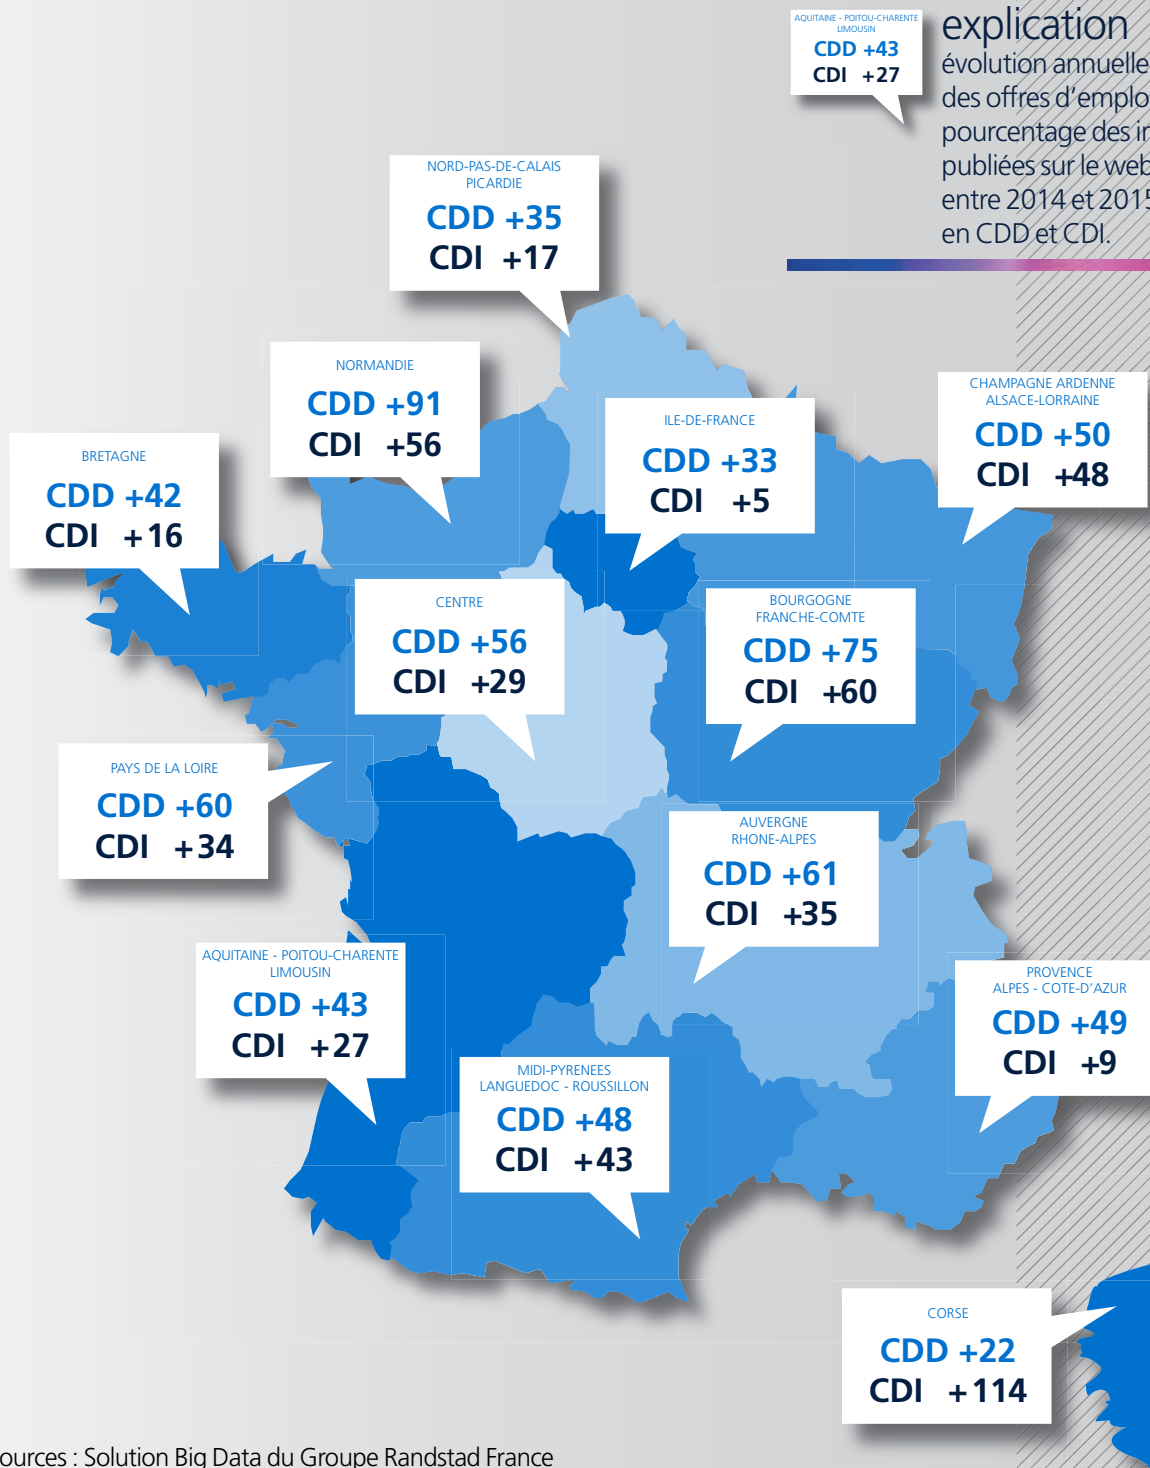 AQUITAINE - POITOU-CHARENTE
LIMOUSIN
CDD +43
CDI +27
explication
évolution annuelle
des offres d'emplo
pourcentage des
publiées sur le web
entre 2014 et 2015
en CDD et CDI.
NORD-PAS-DE-CALAIS
PICARDIE
CDD +35
CDI +17
NORMANDIE
CDD +91
CDI +56
ILE-DE-FRANCE
CDD +33
CDI +5
CHAMPAGNE ARDENNE
ALSACE-LORRAINE
CDD +50
CDI +48
BRETAGNE
CDD +42
CDI +16
CENTRE
CDD +56
CDI +29
BOURGOGNE
FRANCHE-COMTE
CDD +75
CDI +60
PAYS DE LA LOIRE
CDD +60
CDI +34
AUVERGNE
RHONE-ALPES
CDD +61
CDI +35
AQUITAINE - POITOU-CHARENTE
LIMOUSIN
CDD +43
CDI +27
PROVENCE
ALPES - COTE-D'AZUR
CDD +49
CDI +9
MIDI-PYRENEES
LANGUEDOC - ROUSSILLON
CDD +48
CDI +43
CORSE
CDD +22
CDI +114
ources : Solution Big Data du Groupe Randstad France